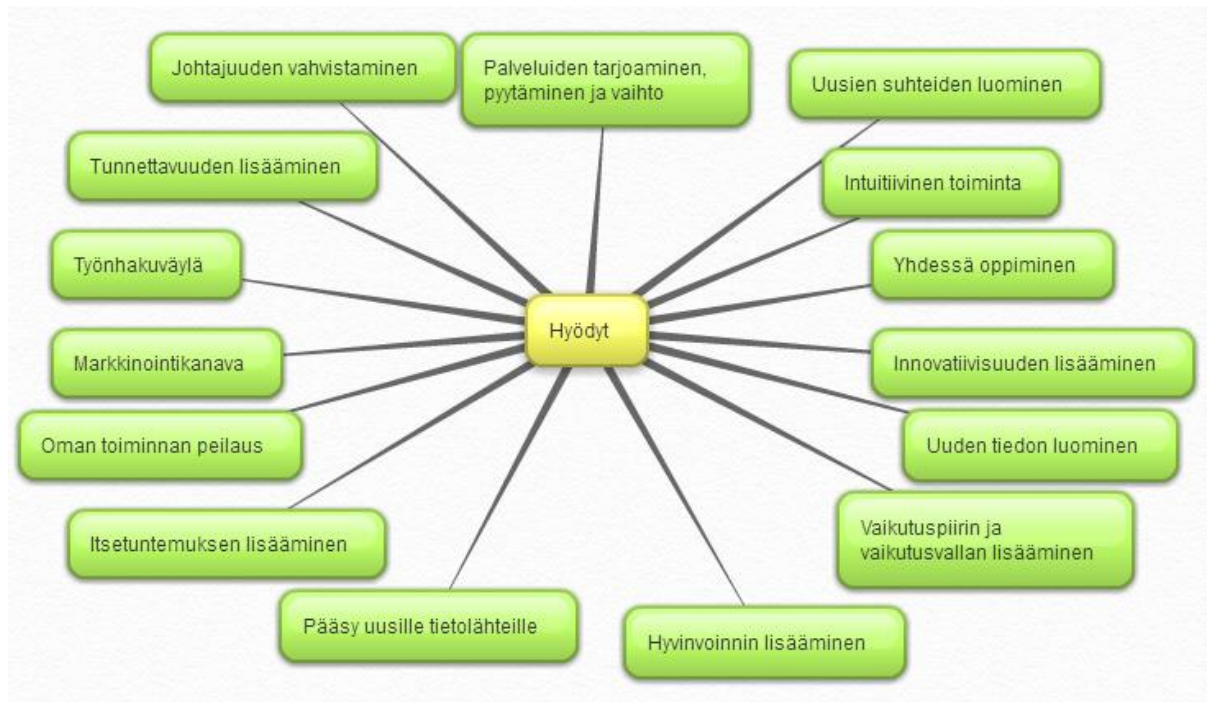 Johtajuuden vahvistaminen
Palveluiden tarjoaminen,
pyytäminen ja vaihto
Uusien suhteiden luominen
Tunnettavuuden lisääminen
Intuitiivinen toiminta
Työnhakuväylä
Yhdessä oppiminen
Hyödyt
Markkinointikanava
Innovatiivisuuden lisääminen
Oman toiminnan peilaus
Uuden tiedon luominen
Itsetuntemuksen lisääminen
Vaikutuspiirin ja
vaikutusvallan lisääminen
Pääsy uusille tietolähteille
Hyvinvoinnin lisääminen